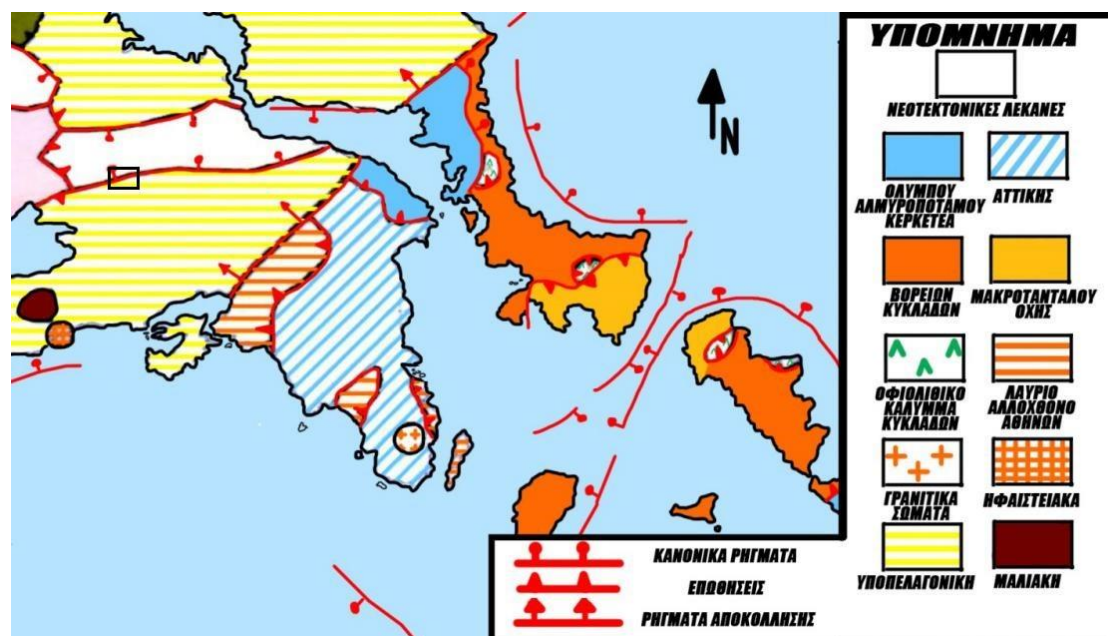 N
ΥΠΟΜΝΗΜΑ
ΝΕΟΤΕΚΤΟΝΙΚΕΣ ΛΕΚΑΝΕΣ
ΟΛΥΜΠΟΥ
ΑΛΜΥΡΟΠΟΤΑΜΟΥ
ΚΕΡΚΕΤΕΑ
ΑΤΤΙΚΗΣ
ΒΟΡΕΙΩΝ
ΚΥΚΛΑΔΩΝ
ΜΑΚΡΟΤΑΝΤΑΛΟΥ
ΟΧΗΣ
ΟΦΙΟΛΙΘΙΚΟ
ΚΑΛΥΜΜΑ
ΚΥΚΛΑΔΩΝ
ΛΑΥΡΙΟ
ΑΛΛΟΧΘΟΝΟ
ΑΘΗΝΩΝ
ΓΡΑΝΙΤΙΚΑ
ΣΩΜΑΤΑ
ΗΦΑΙΣΤΕΙΑΚΑ
ΥΠΟΠΕΛΑΓΟΝΙΚΗ
ΜΑΛΙΑΚΗ
ΚΑΝΟΝΙΚΑ ΡΗΓΜΑΤΑ
ΕΠΩΘΗΣΕΙΣ
ΡΗΓΜΑΤΑ ΑΠΟΚΟΛΛΗΣΗΣ